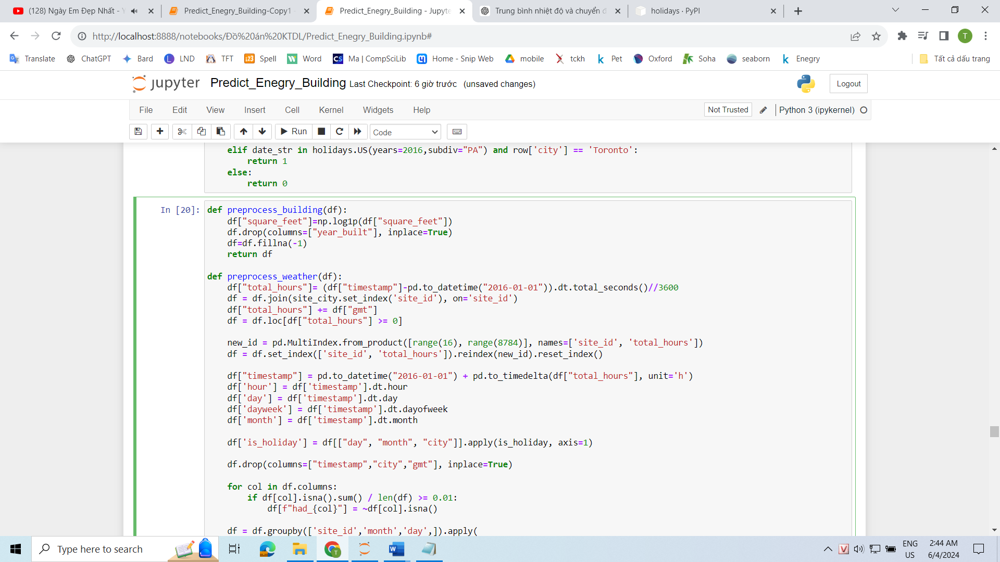 (128) Ngày Em Đẹp Nhất - Y
Predict_Enegry_Building-Copy1 -
Predict_Enegry_Building - Jupyte
Trung bình nhiệt độ và chuyển đ
holidays · PyPI
http://localhost:8888/notebooks/Đồ%20án%20KTDL/Predict_Enegry_Building.ipynb#
T
Translate
ChatGPT
Bard
L LND
TFT
123 Spell
W Word
CS Ma | CompSciLib
Home - Snip Web
mobile
tckh
k Pet
Oxford
Soha
seaborn
k Enegry
Tất cả dấu trang
jupyter Predict_Enegry_Building Last Checkpoint: 6 giờ trước (unsaved changes)
Logout
File Edit View Insert Cell Kernel Widgets Help
Not Trusted
Python 3 (ipykernel)
Run
Code
elif date_str in holidays.US(years=2016,subdiv="PA") and row['city'] == 'Toronto':
return 1
else:
return 0
In [20]:
def preprocess_building(df):
df["square_feet"]=np.log1p(df["square_feet"])
df.drop(columns=["year_built"], inplace=True)
df=df.fillna(-1)
return df
def preprocess_weather(df):
df["total_hours"]= (df["timestamp"]-pd.to_datetime("2016-01-01")).dt.total_seconds()//3600
df = df.join(site_city.set_index('site_id'), on='site_id')
df["total_hours"] += df["gmt"]
df = df.loc[df["total_hours"] >= 0]
new_id = pd.MultiIndex.from_product([range(16), range(8784)], names=['site_id', 'total_hours'])
df = df.set_index(['site_id', 'total_hours']).reindex(new_id).reset_index()
df["timestamp"] = pd.to_datetime("2016-01-01") + pd.to_timedelta(df["total_hours"], unit='h')
df['hour'] = df['timestamp'].dt.hour
df['day'] = df['timestamp'].dt.day
df['dayweek'] = df['timestamp'].dt.dayofweek
df['month'] = df['timestamp'].dt.month
df['is_holiday'] = df[["day", "month", "city"]].apply(is_holiday, axis=1)
df.drop(columns=["timestamp","city","gmt"], inplace=True)
for col in df.columns:
if df[col].isna().sum() / len(df) >= 0.01:
df[f"had_{col}"] = ~df[col].isna()
df = df.groupby(['site_id','month','day',]).apply(
Type here to search
ENG
US
2:44 AM
6/4/2024